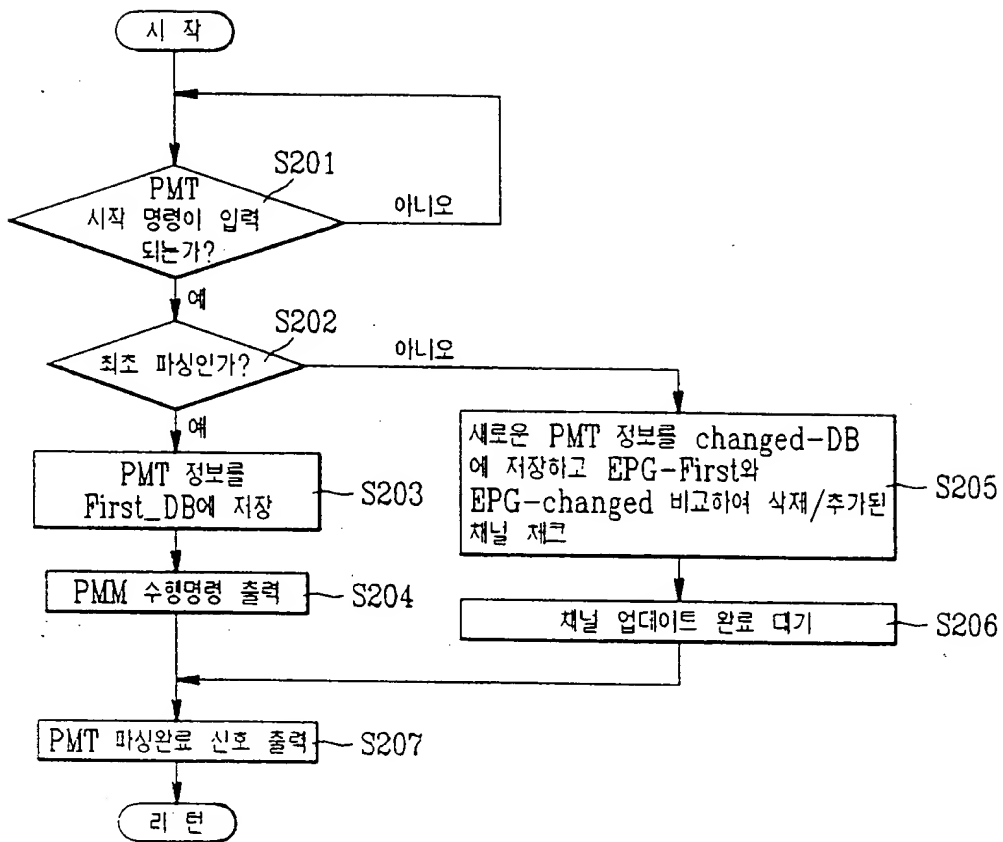 시 작
S201
PMT
시작 명령이 입력
되는가?
아니오
예
S202
최초 파싱인가?
아니오
예
PMT 정보를
First_DB에 저장
S203
새로운 PMT 정보를 changed-DB
에 저장하고 EPG-First와
EPG-changed 비교하여 삭제/추가된
채널 체크
S205
PMM 수행명령 출력
S204
채널 업데이트 완료 대기
S206
PMT 파싱완료 신호 출력
S207
리 턴